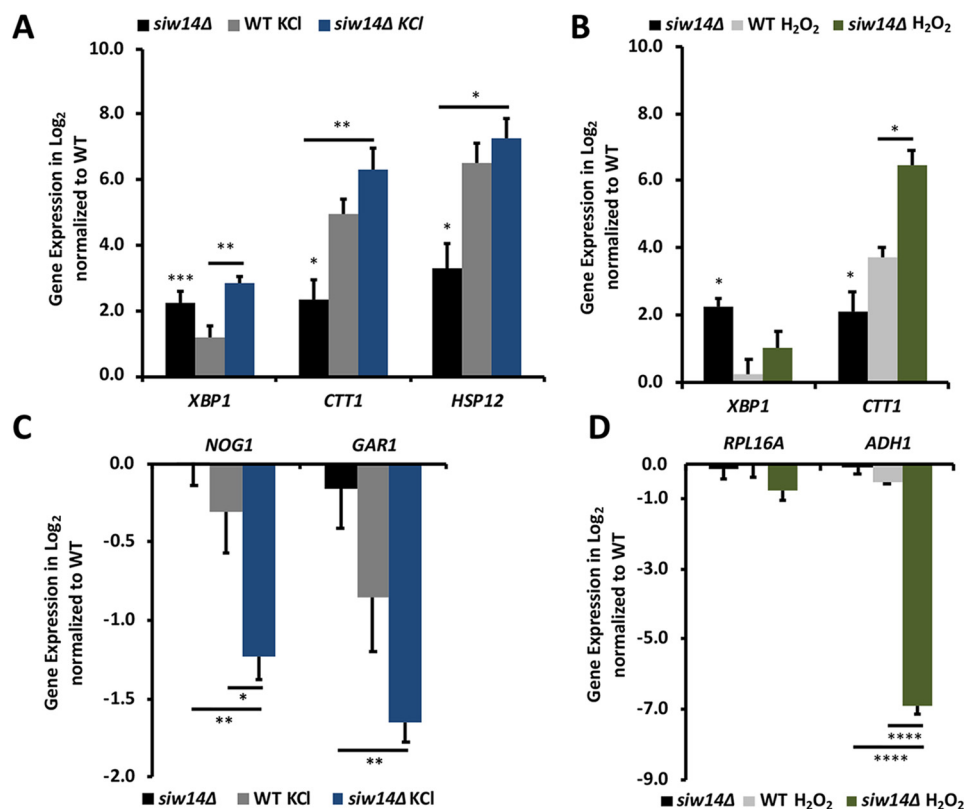 A
siw14Δ WT KCl siw14Δ KCl
Gene Expression in Log2
normalized to WT
10.0
8.0
6.0
4.0
2.0
0.0
***
**
*
**
*
*
XBP1 CTT1 HSP12
B
siw14Δ WT H2O2 siw14Δ H2O2
Gene Expression in Log2
normalized to WT
10.0
8.0
6.0
4.0
2.0
0.0
*
*
*
XBP1 CTT1
C
NOG1 GAR1
Gene Expression in Log2
normalized to WT
0.0
-0.5
-1.0
-1.5
-2.0
*
**
**
siw14Δ WT KCl siw14Δ KCl
D
RPL16A ADH1
Gene Expression in Log2
normalized to WT
0.0
-1.0
-3.0
-5.0
-7.0
-9.0
****
****
siw14Δ WT H2O2 siw14Δ H2O2